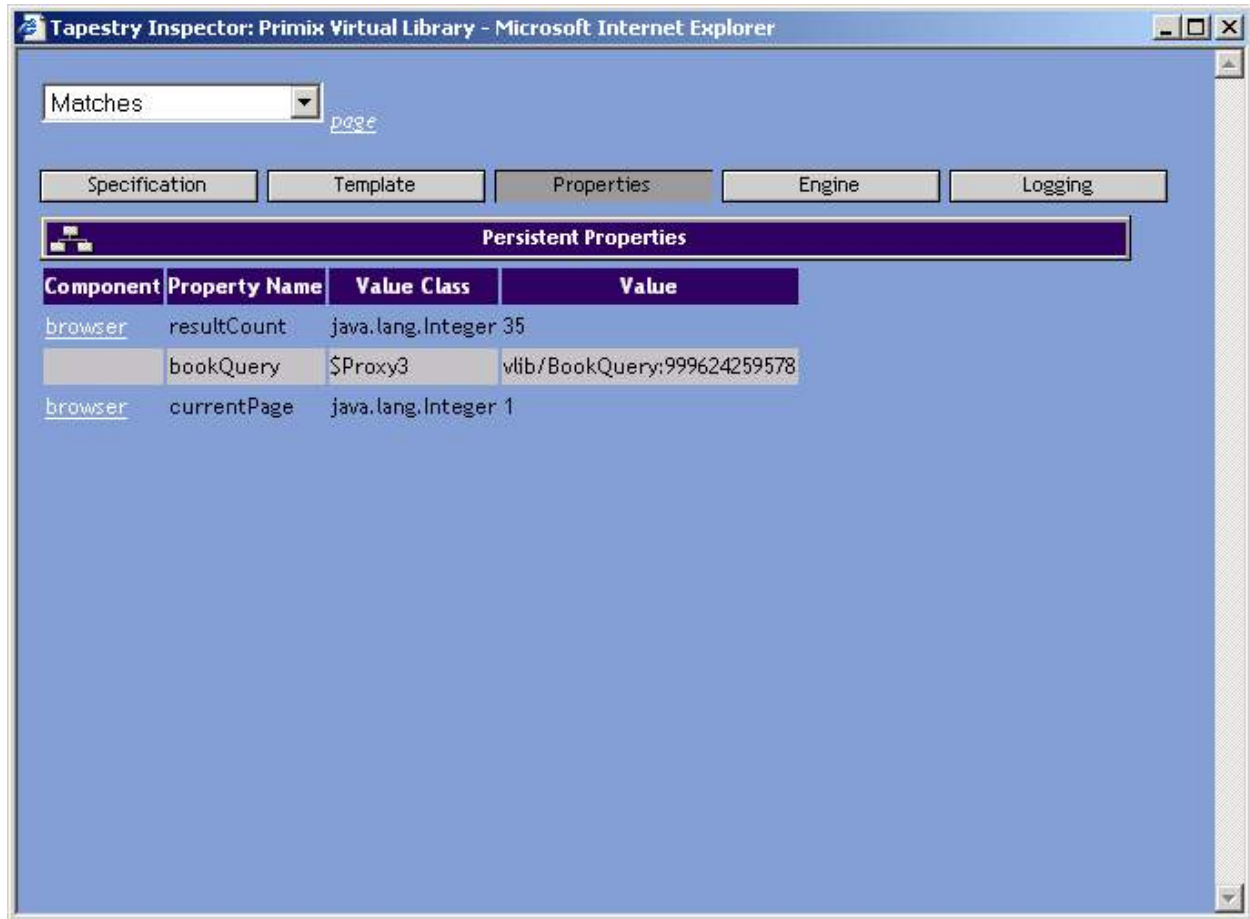 Tapestry Inspector: Primix Virtual Library - Microsoft Internet Explorer
Matches
page
Specification Template Properties Engine Logging
Persistent Properties
Component Property Name Value Class Value
browser resultCount java.lang.Integer 35
bookQuery $Proxy3 vlib/BookQuery:999624259578
browser currentPage java.lang.Integer 1